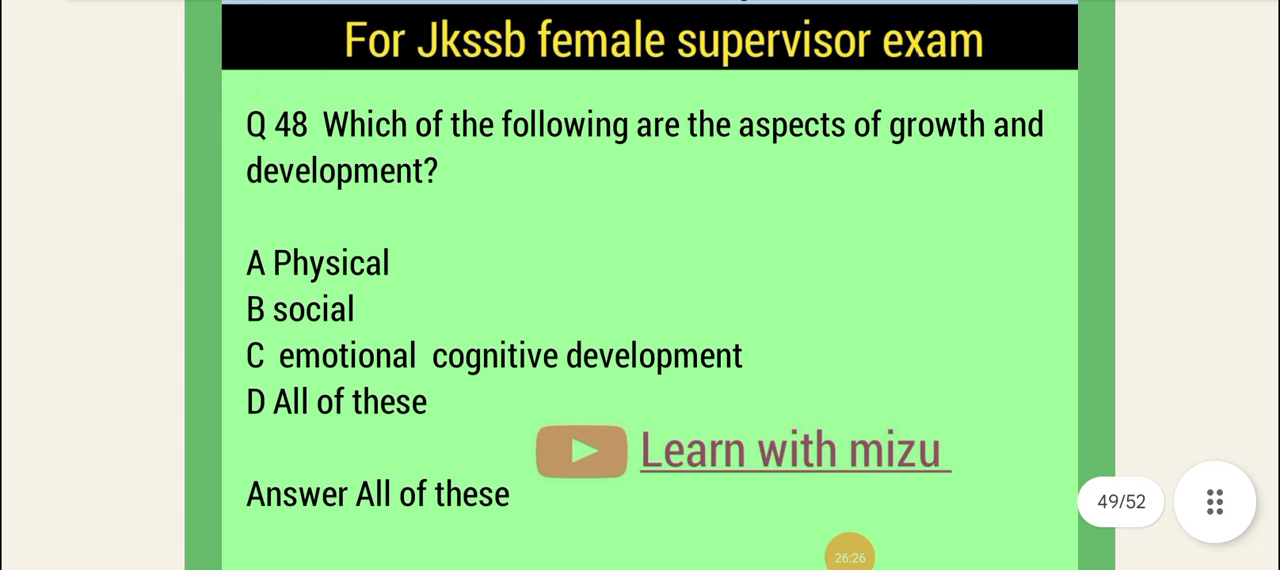 For Jkssb female supervisor exam
Q 48 Which of the following are the aspects of growth and
development?
A Physical
B social
C emotional cognitive development
D All of these
Learn with mizu
Answer All of these
49/52
26:26